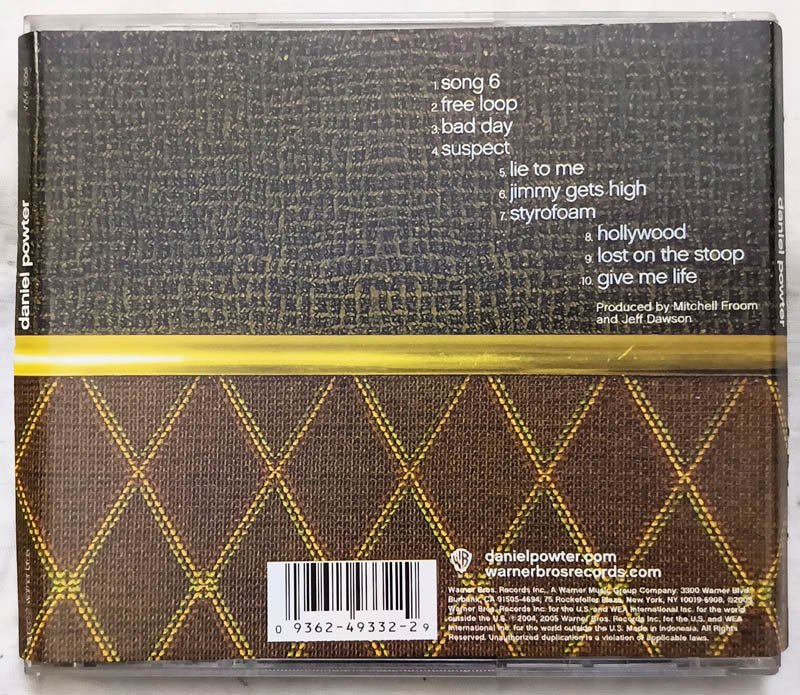 1. song 6
2. free loop
3. bad day
4. suspect
5. lie to me
6. jimmy gets high
7. styrofoam
8. hollywood
9. lost on the stoop
10. give me life
Produced by Mitchell Froom
and Jeff Dawson
daniel powter
daniel powter
0 9362-49332-2 9
danielpowter.com
warnerbrosrecords.com
Warner Bros. Records Inc., A Warner Music Group Company. 3300 Warner Blvd.,
Burbank, CA 91505-4694; 75 Rockefeller Plaza, New York, NY 10019-6908. ©2005
Warner Bros. Records Inc. for the U.S. and WEA International Inc. for the world
outside the U.S. ℗ 2004, 2005 Warner Bros. Records Inc. for the U.S. and WEA
International Inc. for the world outside the U.S. Made in Indonesia. All Rights
Reserved. Unauthorized duplication is a violation of applicable laws.